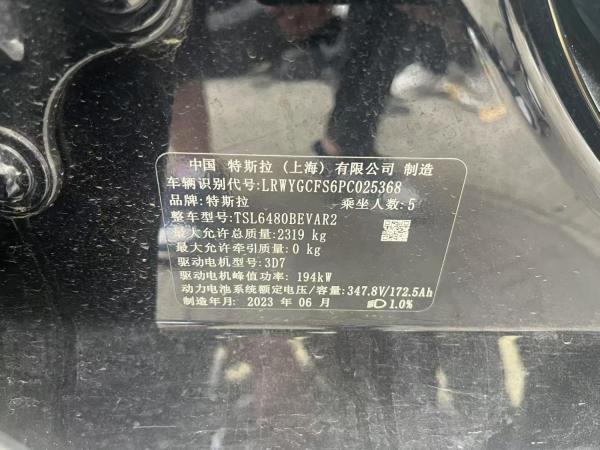 中国 特斯拉（上海）有限公司 制造
车辆识别代号:LRWYGCFS6PC025368
品牌:特斯拉 乘坐人数:5
整车型号:TSL6480BEVAR2
最大允许总质量:2319 kg
最大允许牵引质量:0 kg
驱动电机型号:3D7
驱动电机峰值功率: 194kW
动力电池系统额定电压/容量:347.8V/172.5Ah
制造年月: 2023 年 06 月 1.0%